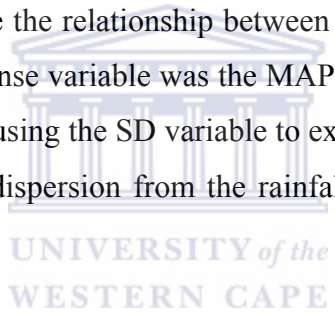 e the relationship between
nse variable was the MAP
using the SD variable to ex
dispersion from the rainfal
UNIVERSITY of the
WESTERN CAPE